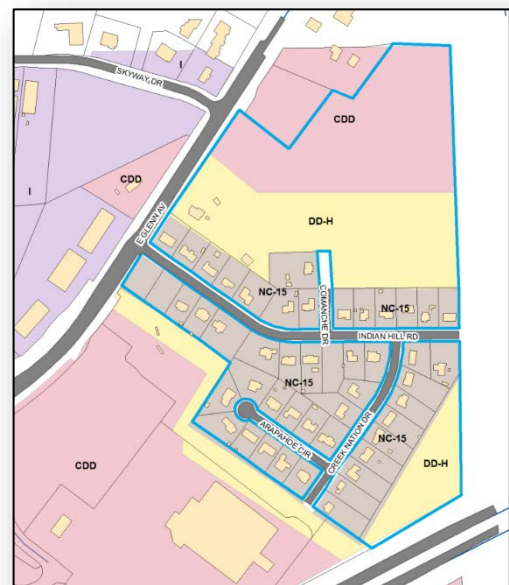 I
SKYWAY DR
I
CDD
CDD
E GLENN AV
DD-H
NC-15
COMANCHE DR
NC-15
INDIAN HILL RD
NC-15
ARAPAHOE CIR
CREEK NATION DR
NC-15
DD-H
CDD